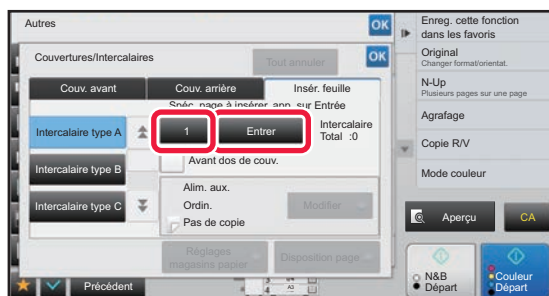 Autres
OK
Couvertures/Intercalaires
Tout annuler
OK
Couv. avant
Couv. arrière
Insér. feuille
Spéc. page à insérer, app. sur Entrée
Intercalaire type A
1
Entrer
Intercalaire
Total :0
Intercalaire type B
Avant dos de couv.
Intercalaire type C
Alim. aux.
Ordin.
Pas de copie
Modifier
Réglages
magasins papier
Disposition page
Précédent
Enreg. cette fonction
dans les favoris
Original
Changer format/orientat.
N-Up
Plusieurs pages sur une page
Agrafage
Copie R/V
Mode couleur
Aperçu
CA
N&B
Départ
Couleur
Départ